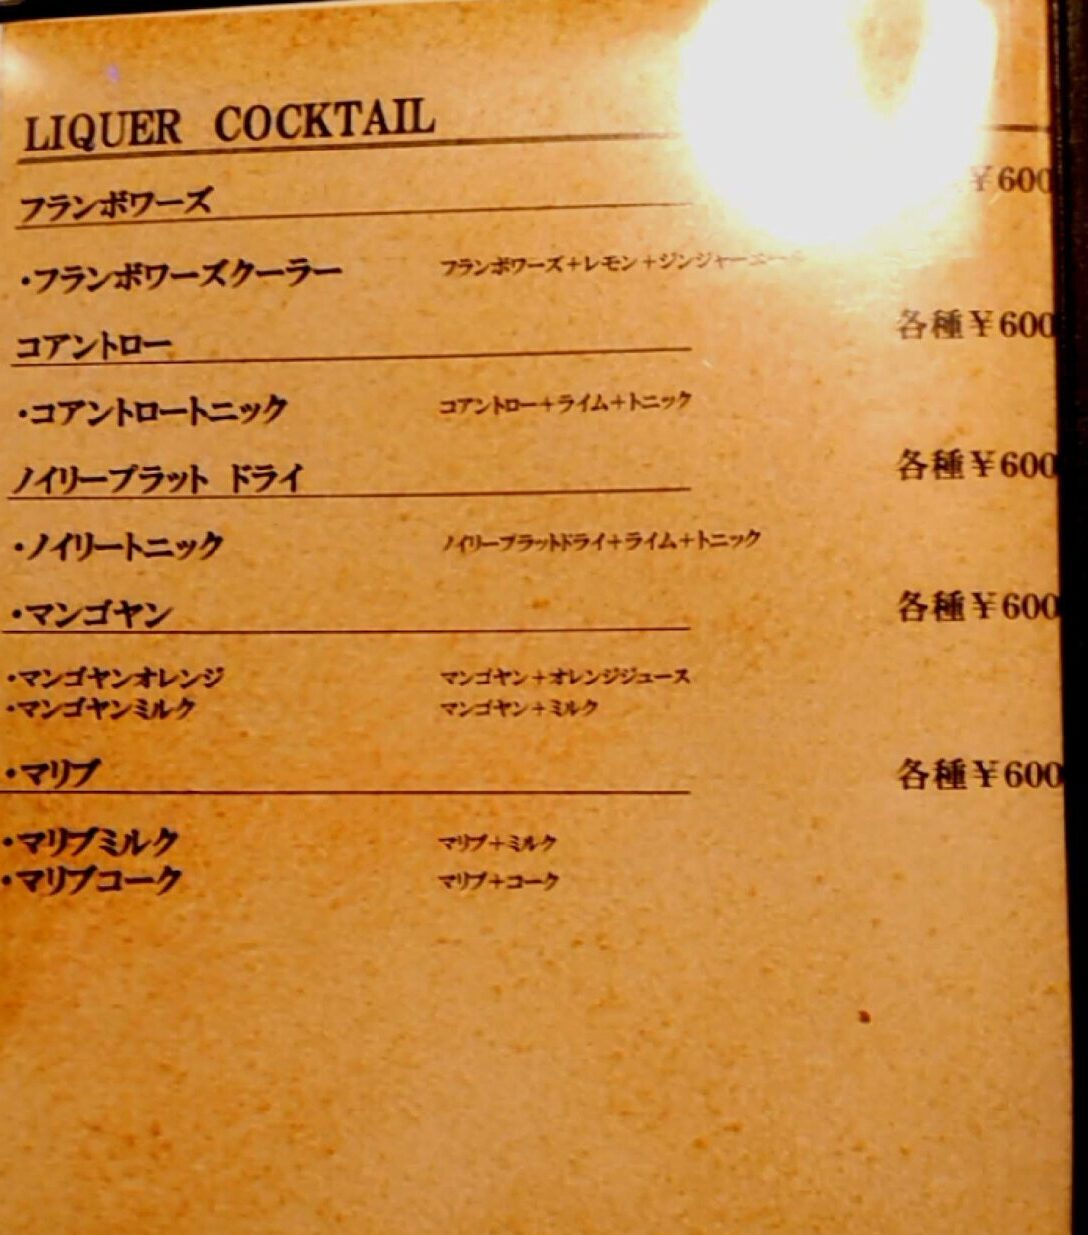 LIQUER COCKTAIL
フランボワーズ ¥600
・フランボワーズクーラー フランボワーズ+レモン+ジンジャーエール
コアントロー 各種¥600
・コアントロートニック コアントロー+ライム+トニック
ノイリープラット ドライ 各種¥600
・ノイリートニック ノイリープラットドライ+ライム+トニック
・マンゴヤン 各種¥600
・マンゴヤンオレンジ マンゴヤン+オレンジジュース
・マンゴヤンミルク マンゴヤン+ミルク
・マリブ 各種¥600
・マリブミルク マリブ+ミルク
・マリブコーク マリブ+コーク